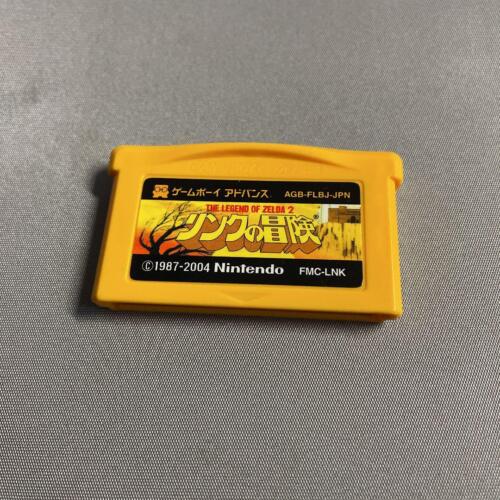 ゲームボーイ アドバンス AGB-FLBJ-JPN
THE LEGEND OF ZELDA 2
リンクの冒険
©1987-2004 Nintendo FMC-LNK